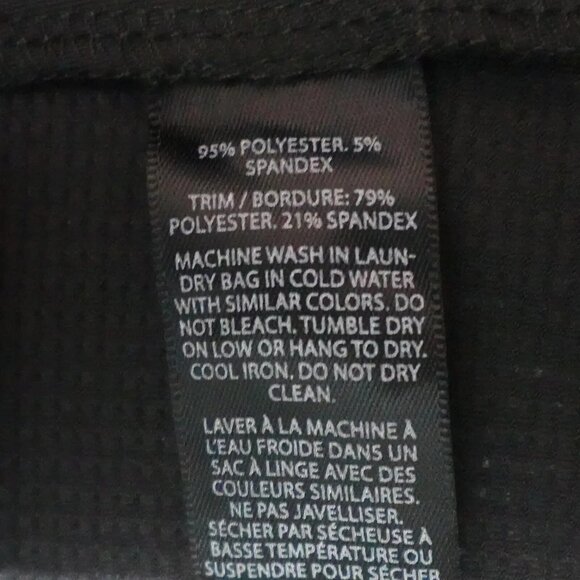 95% POLYESTER. 5%
SPANDEX
TRIM / BORDURE: 79%
POLYESTER. 21% SPANDEX
MACHINE WASH IN LAUN-
DRY BAG IN COLD WATER
WITH SIMILAR COLORS. DO
NOT BLEACH. TUMBLE DRY
ON LOW OR HANG TO DRY.
COOL IRON. DO NOT DRY
CLEAN.
LAVER À LA MACHINE À
L'EAU FROIDE DANS UN
SAC À LINGE AVEC DES
COULEURS SIMILAIRES.
NE PAS JAVELLISER.
SÉCHER PAR SÉCHEUSE À
BASSE TEMPÉRATURE OU
SUSPENDRE POUR SÉCHER